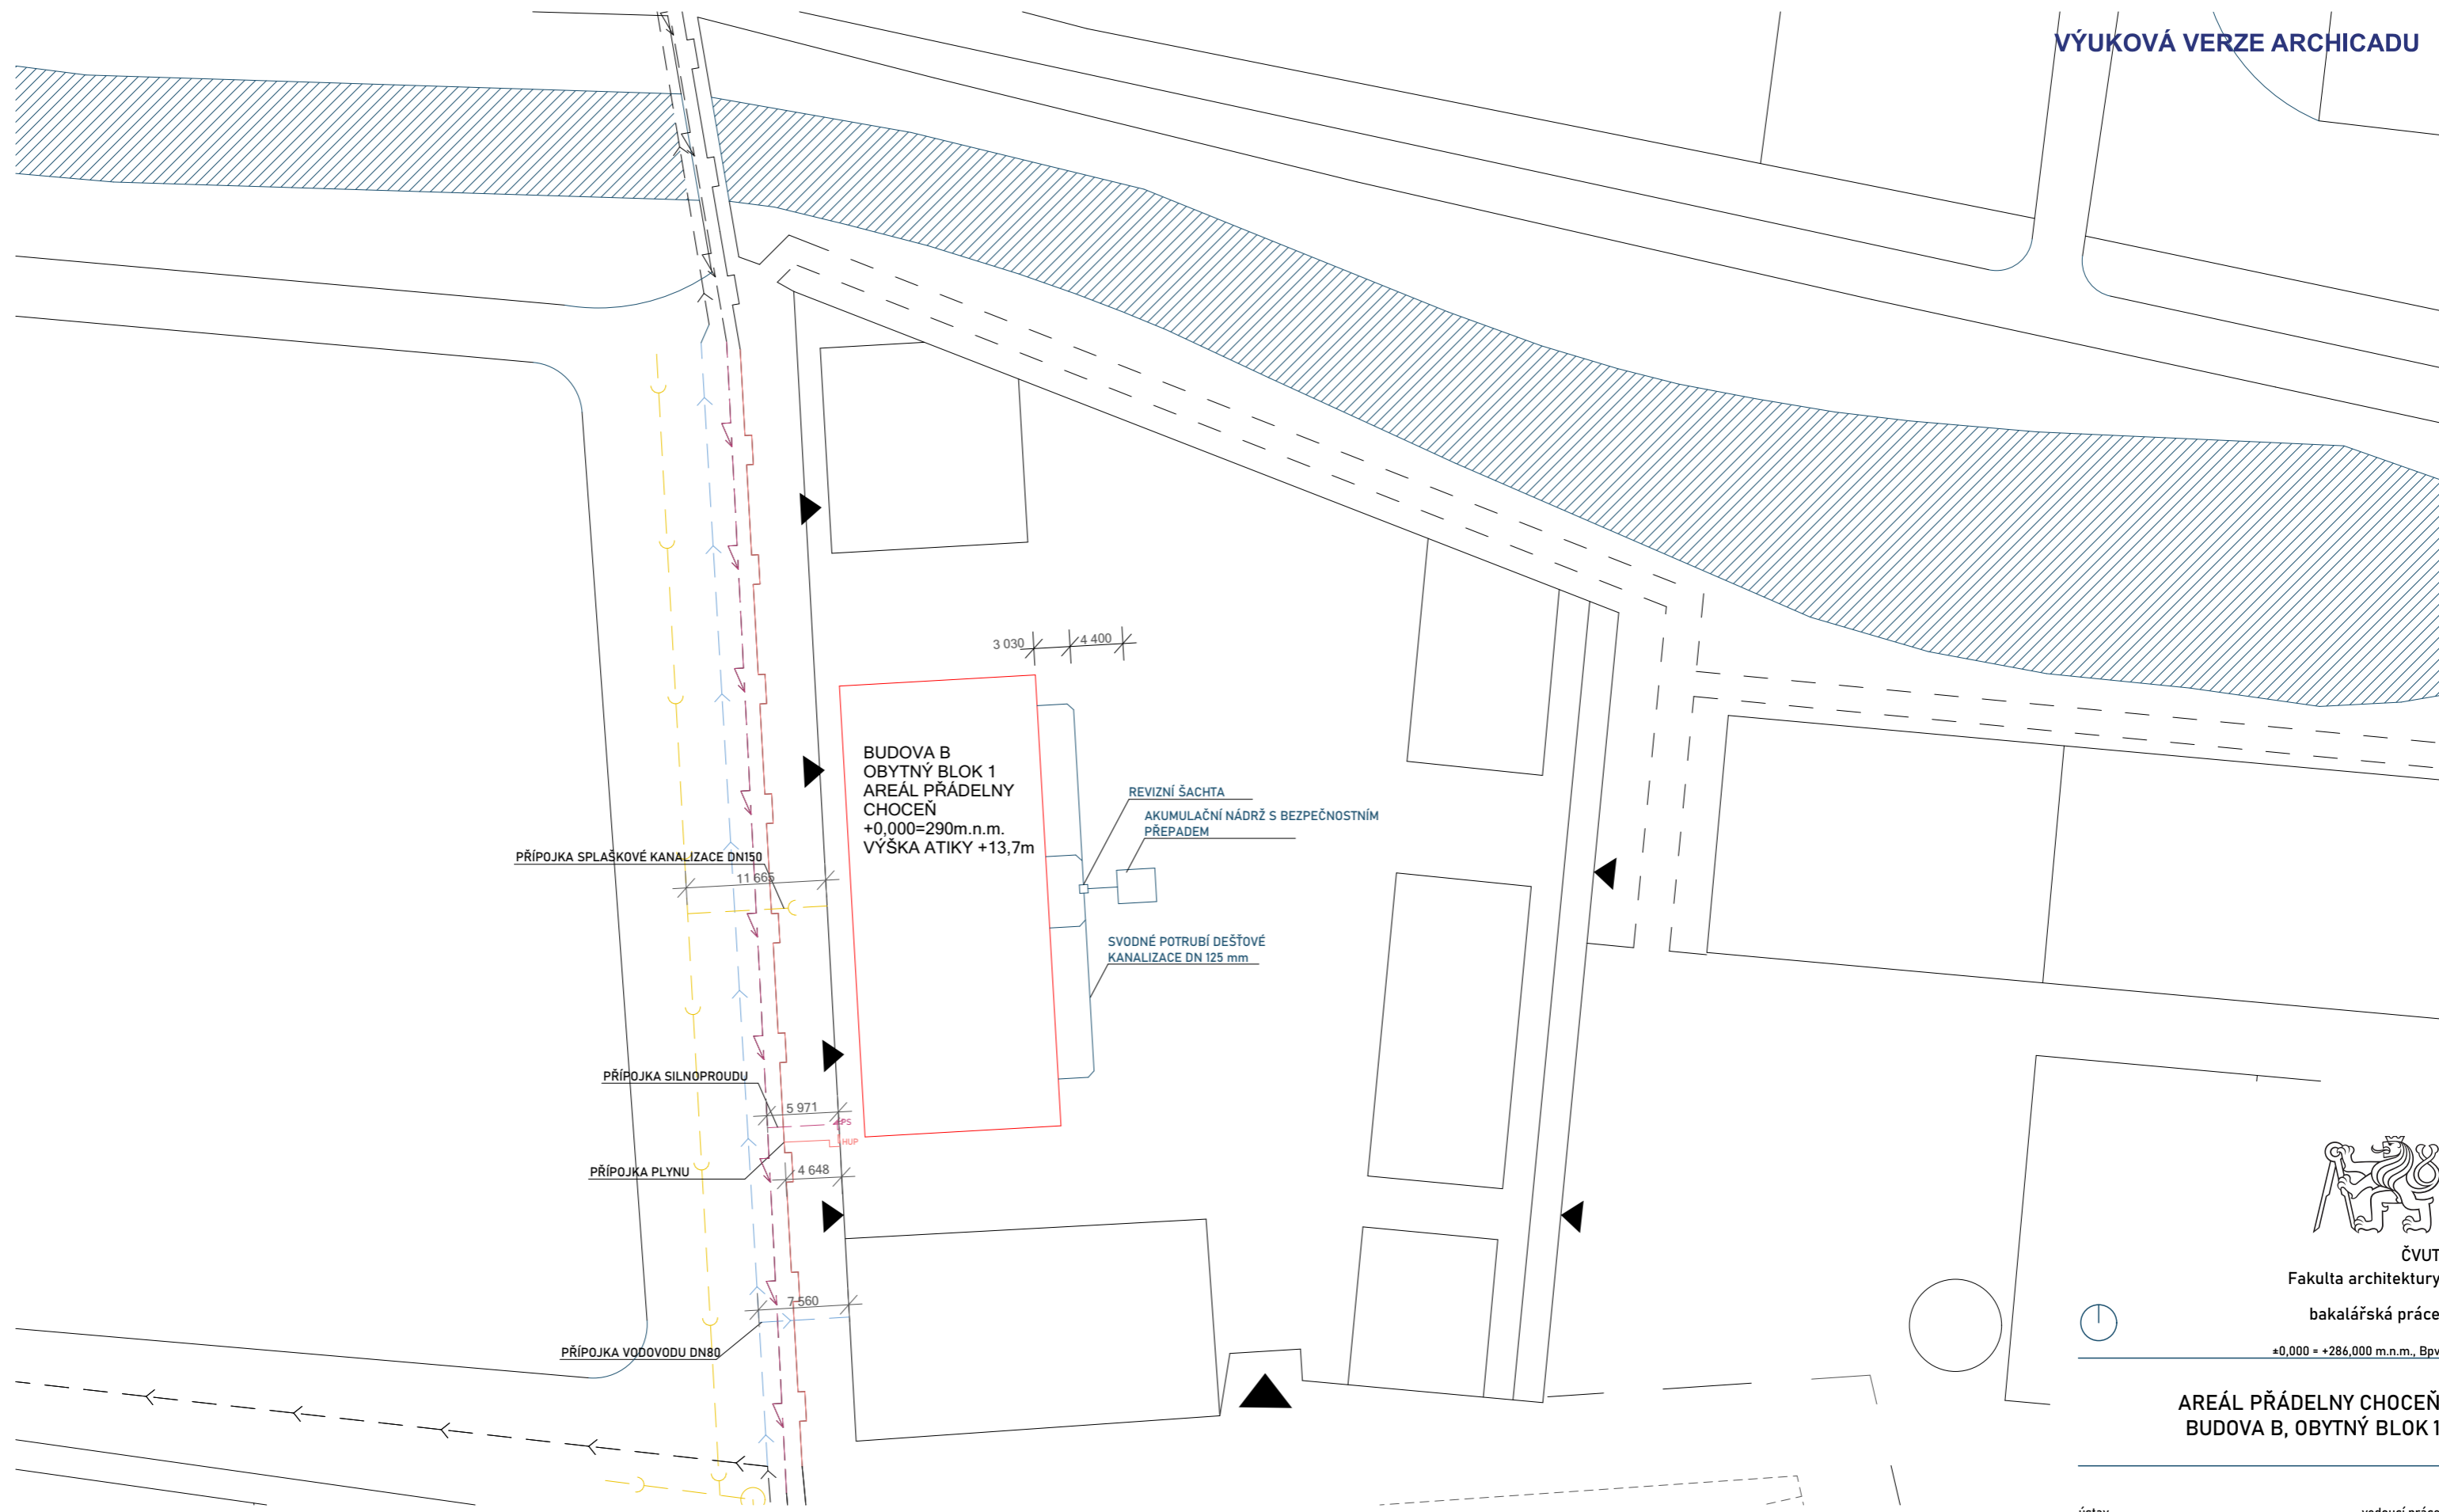 VÝUKOVÁ VERZE ARCHICADU
3 030
4 400
BUDOVA B
OBYTNÝ BLOK 1
AREÁL PŘÁDELNY
CHOCEŇ
+0,000=290m.n.m.
VÝŠKA ATIKY +13,7m
REVIZNÍ ŠACHTA
AKUMULAČNÍ NÁDRŽ S BEZPEČNOSTNÍM
PŘEPADEM
PŘÍPOJKA SPLAŠKOVÉ KANALIZACE DN150
11 665
SVODNÉ POTRUBÍ DEŠŤOVÉ
KANALIZACE DN 125 mm
PŘÍPOJKA SILNOPROUDU
5 971
PS
HUP
PŘÍPOJKA PLYNU
4 648
7 560
PŘÍPOJKA VODOVODU DN80
ČVUT
Fakulta architektury
bakalářská práce
±0,000 = +286,000 m.n.m., Bpv
AREÁL PŘÁDELNY CHOCEŇ
BUDOVA B, OBYTNÝ BLOK 1